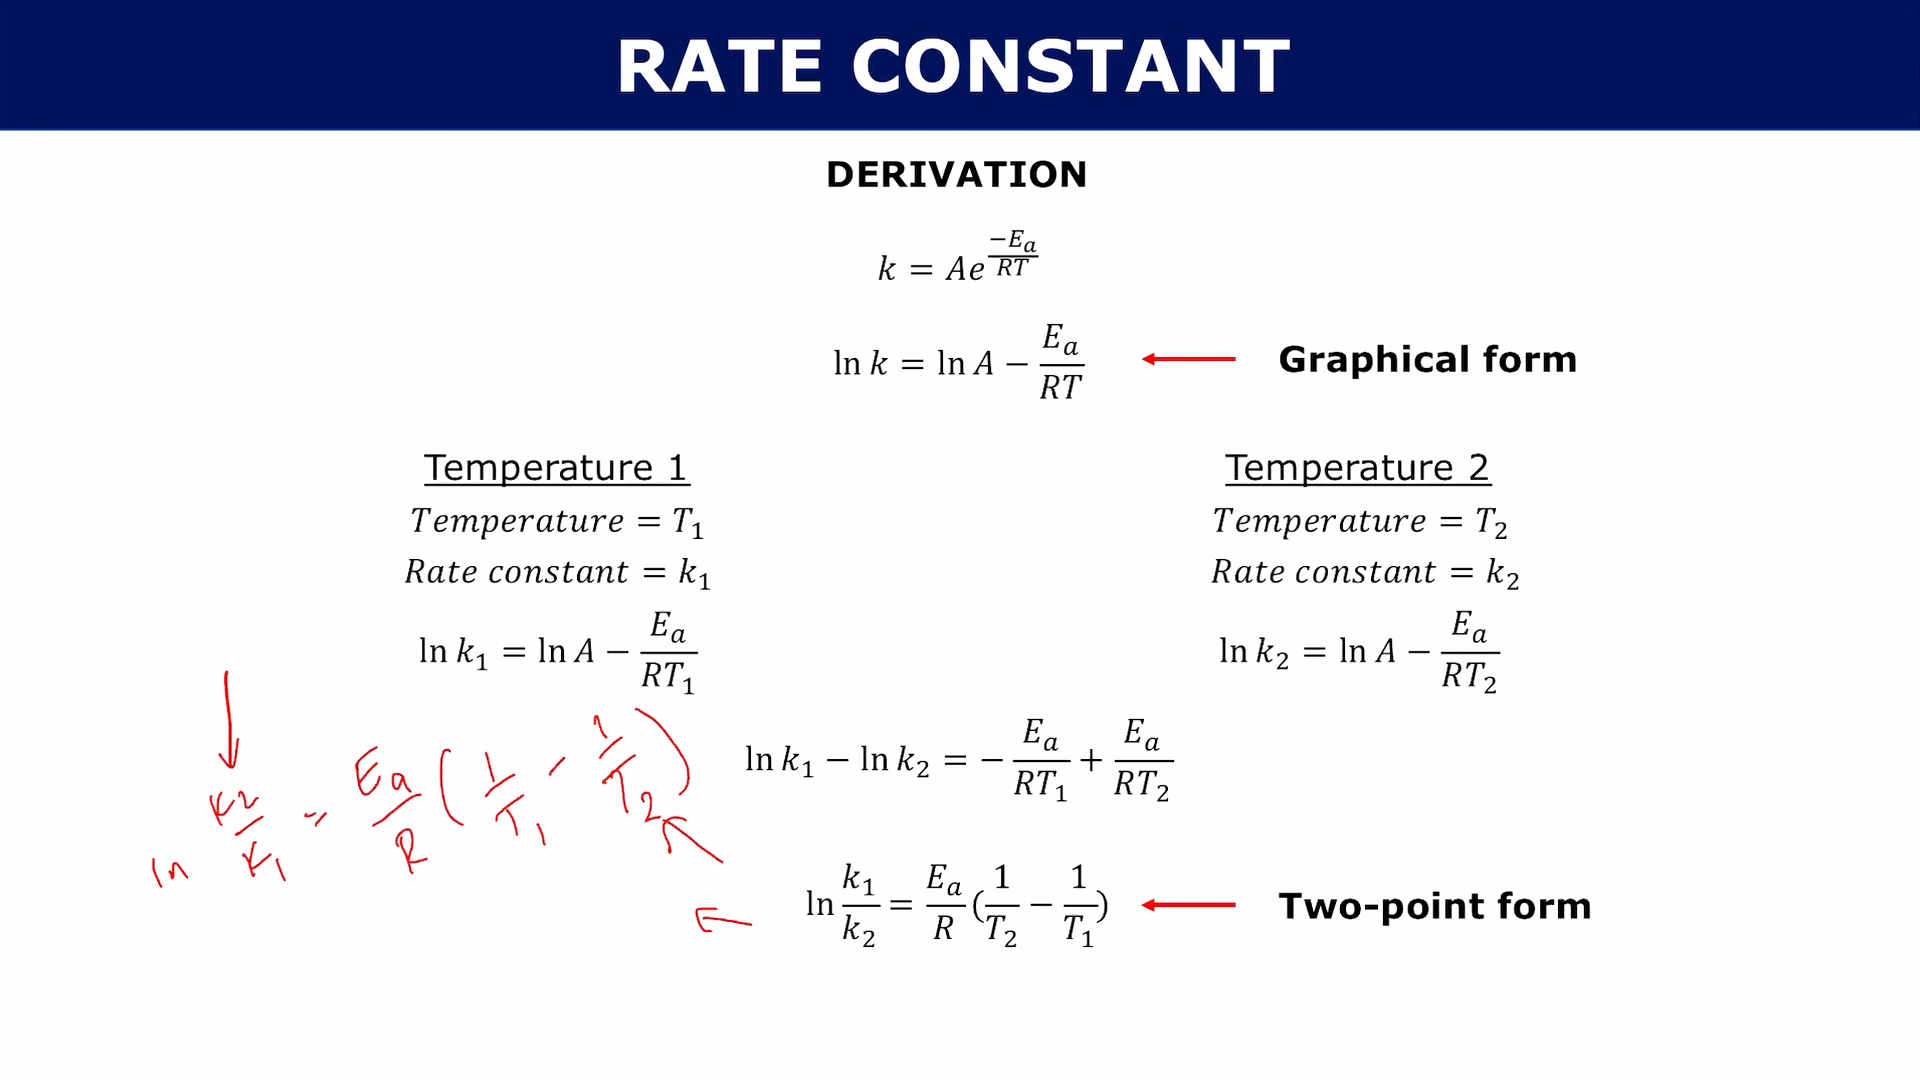 RATE CONSTANT
DERIVATION
k = Ae^(−Eₐ/RT)
ln k = ln A − Eₐ/RT
Graphical form
Temperature 1
Temperature = T₁
Rate constant = k₁
ln k₁ = ln A − Eₐ/RT₁
Temperature 2
Temperature = T₂
Rate constant = k₂
ln k₂ = ln A − Eₐ/RT₂
ln k₁ − ln k₂ = −Eₐ/RT₁ + Eₐ/RT₂
ln K₂/K₁ = Eₐ/R (1/T₁ − 1/T₂)
ln k₁/k₂ = Eₐ/R (1/T₂ − 1/T₁)
Two-point form